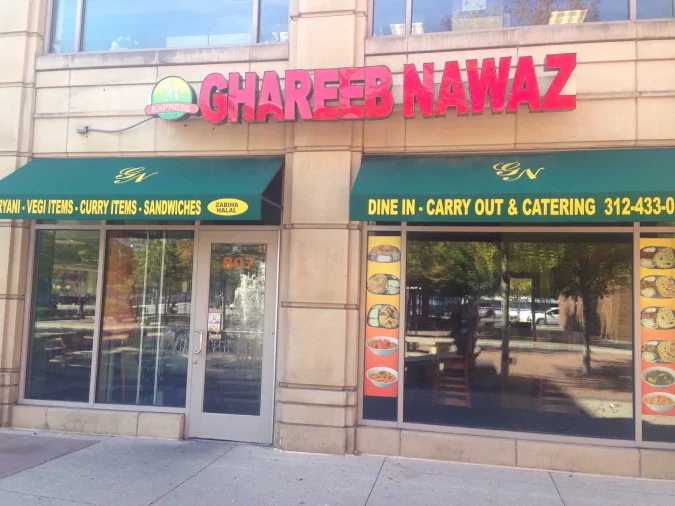 EXPRESS
GHAREEB NAWAZ
GN
GN
RYANI - VEGI ITEMS - CURRY ITEMS - SANDWICHES
ZABIHA
HALAL
DINE IN - CARRY OUT & CATERING 312-433-0
807